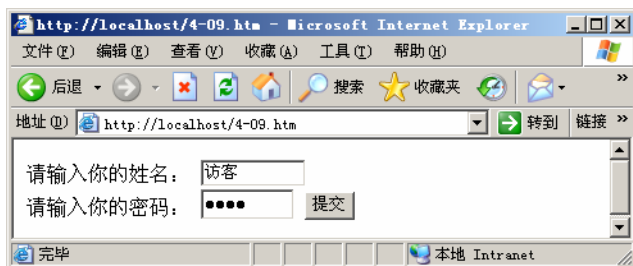 http://localhost/4-09.htm - Microsoft Internet Explorer
文件(F) 编辑(E) 查看(V) 收藏(A) 工具(T) 帮助(H)
后退 搜索 收藏夹 »
地址(D) http://localhost/4-09.htm 转到 链接 »
请输入你的姓名： 访客
请输入你的密码： ●●●● 提交
完毕 本地 Intranet